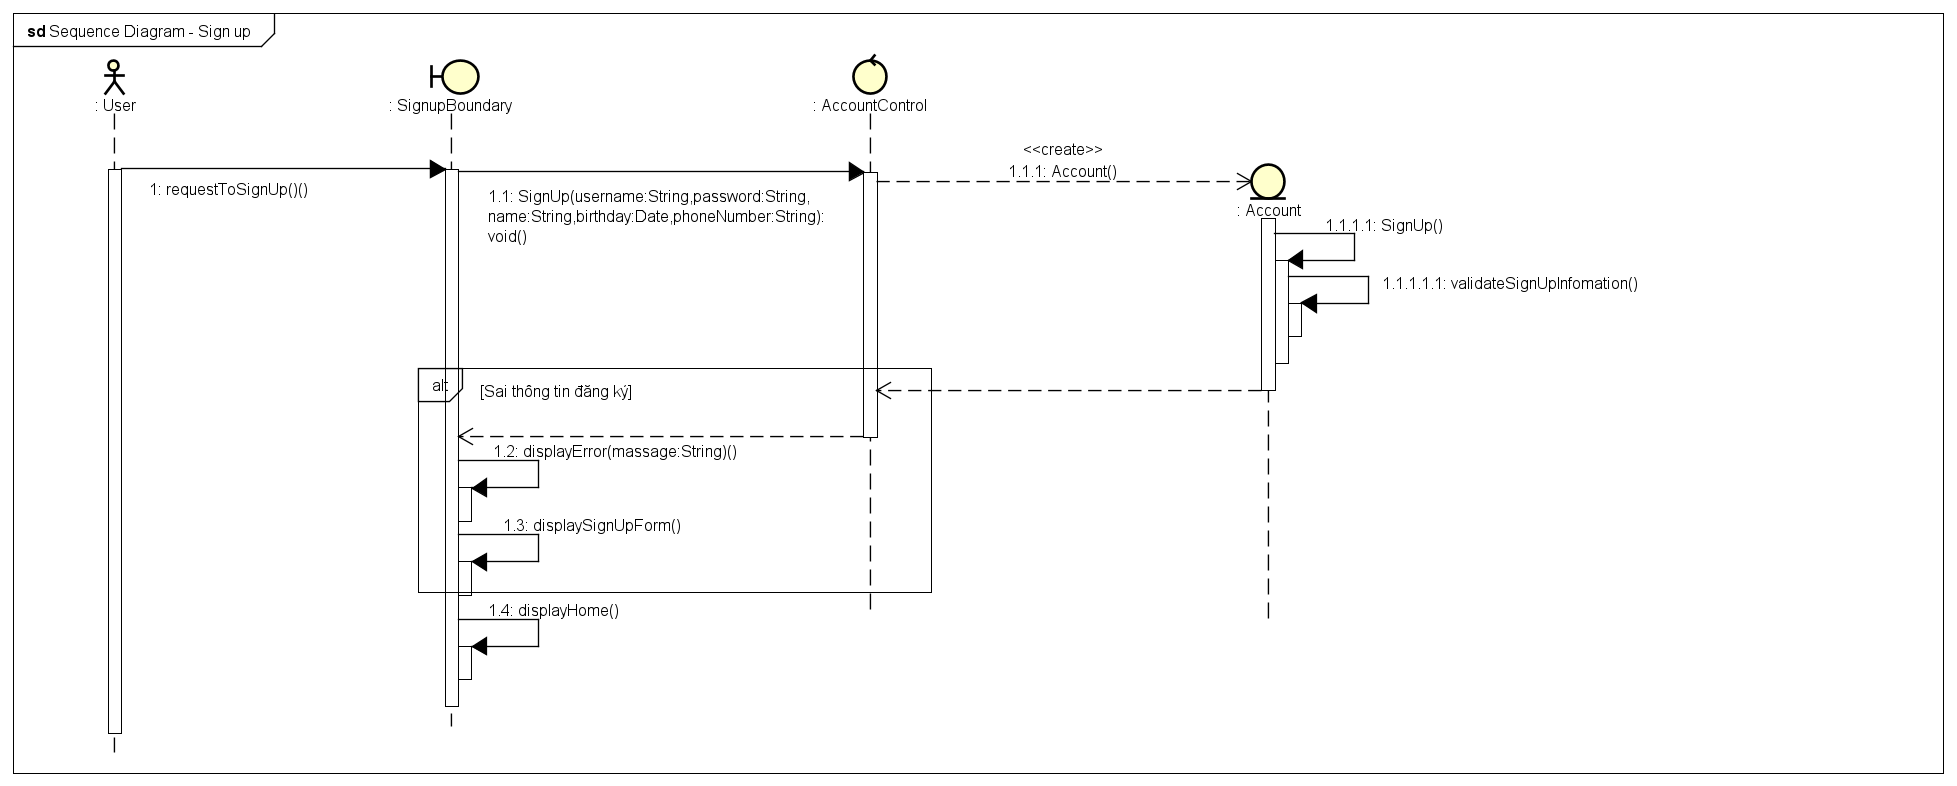 sd Sequence Diagram - Sign up
: User
: SignupBoundary
: AccountControl
<<create>>
1.1.1: Account()
: Account
1: requestToSignUp()()
1.1: SignUp(username:String,password:String,
name:String,birthday:Date,phoneNumber:String):
void()
1.1.1.1: SignUp()
1.1.1.1.1: validateSignUpInfomation()
alt
[Sai thông tin đăng ký]
1.2: displayError(massage:String)()
1.3: displaySignUpForm()
1.4: displayHome()